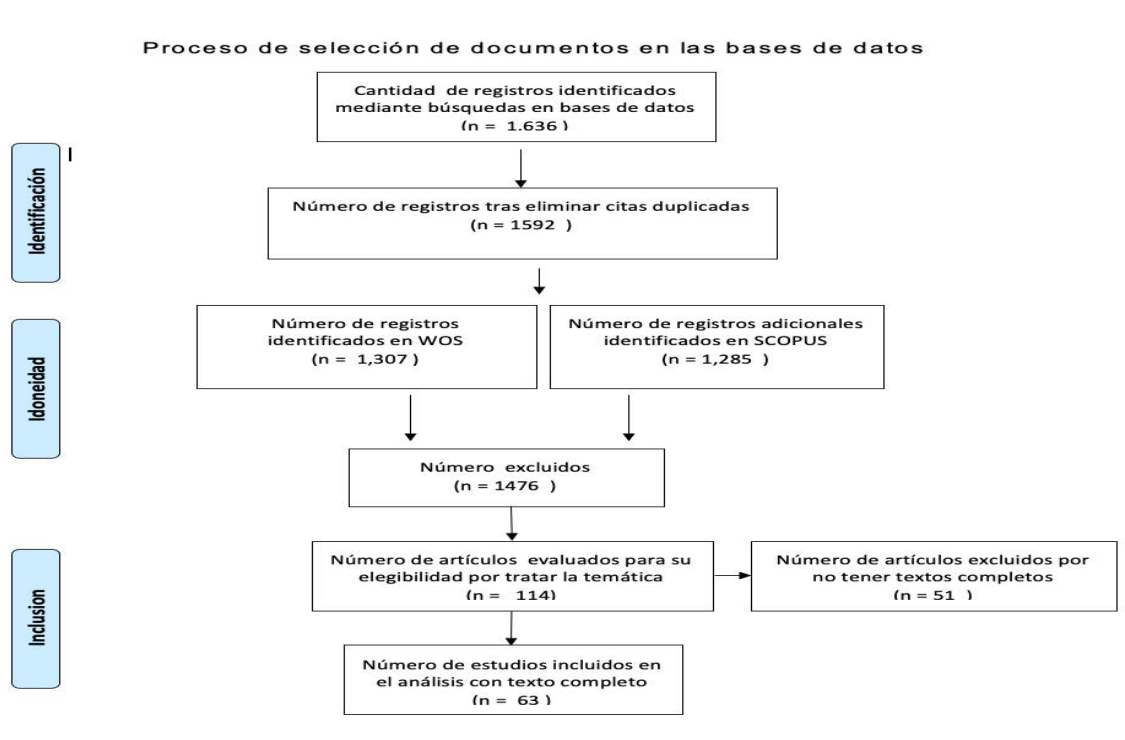 Proceso de selección de documentos en las bases de datos
Cantidad de registros identificados
mediante búsquedas en bases de datos
(n = 1.636 )
Identificación
Número de registros tras eliminar citas duplicadas
(n = 1592 )
Idoneidad
Número de registros
identificados en WOS
(n = 1,307 )
Número de registros adicionales
identificados en SCOPUS
(n = 1,285 )
Número excluidos
(n = 1476 )
Inclusion
Número de artículos evaluados para su
elegibilidad por tratar la temática
(n = 114)
Número de artículos excluidos por
no tener textos completos
(n = 51 )
Número de estudios incluidos en
el análisis con texto completo
(n = 63 )